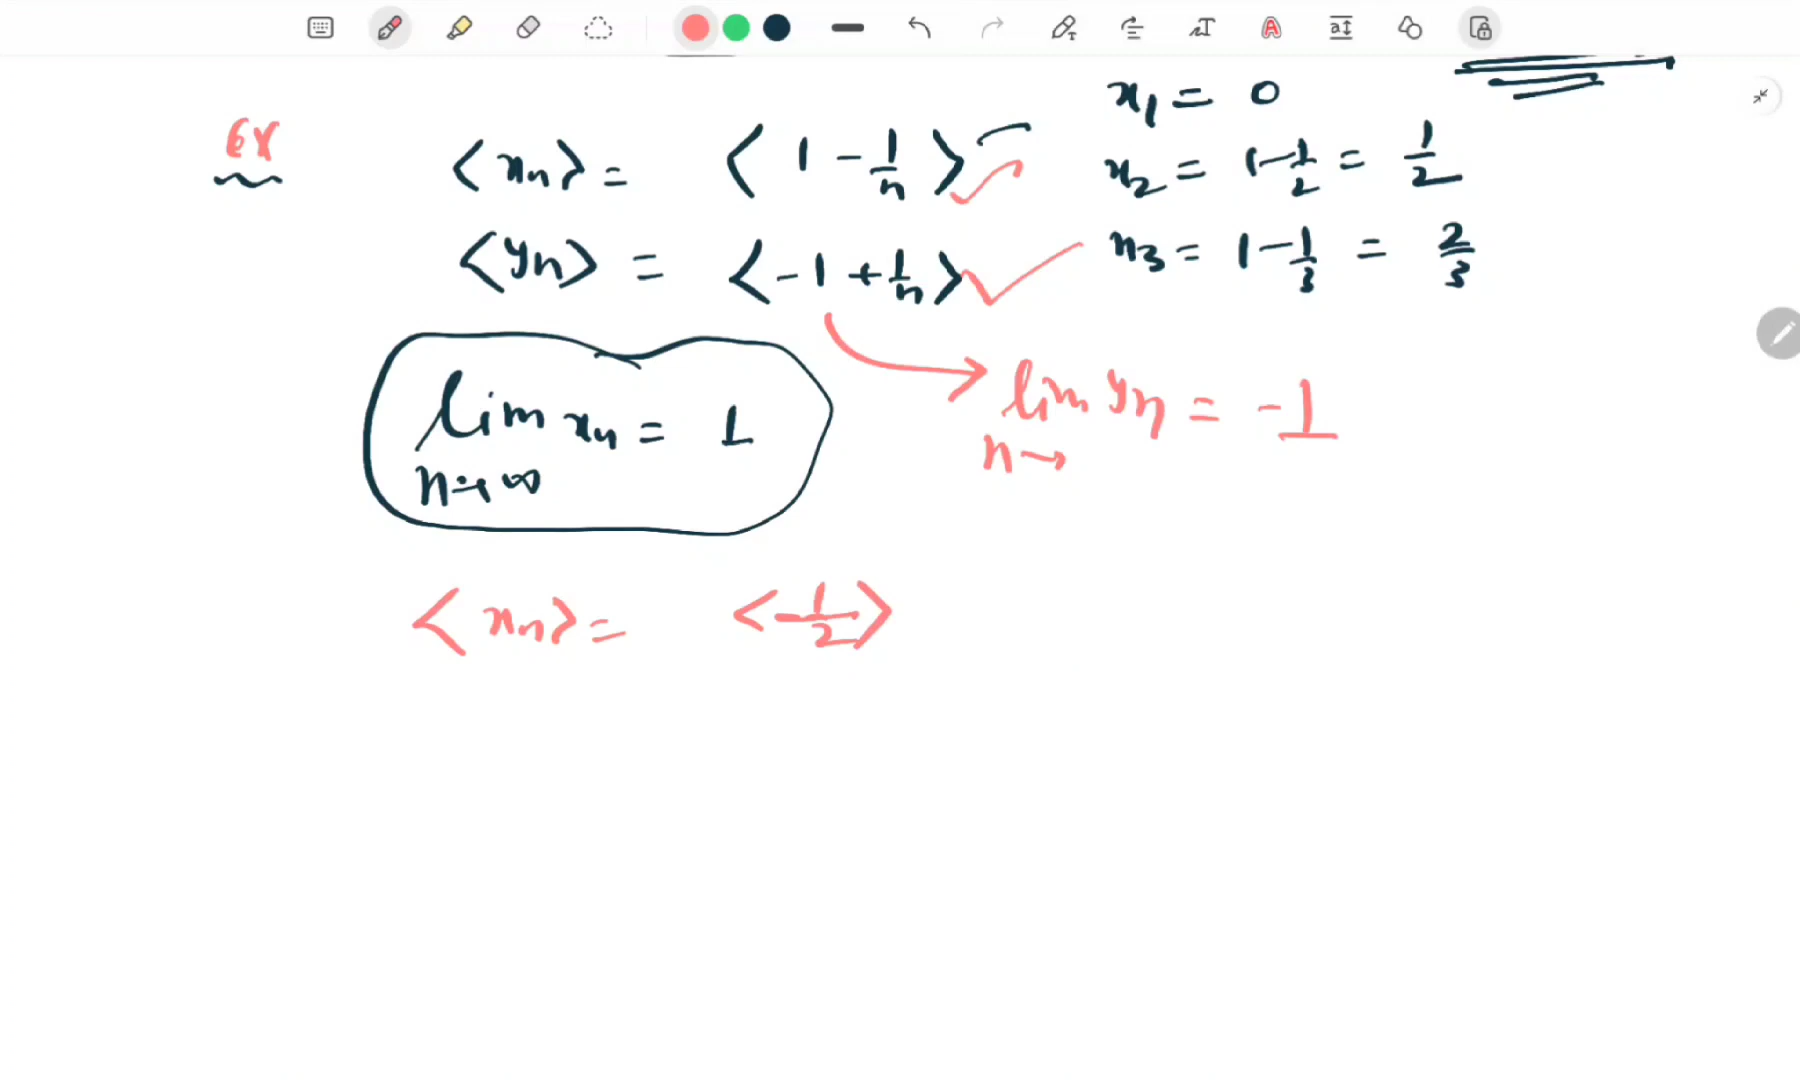 Ex
<xn> = < 1 - 1/n >
<yn> = < -1 + 1/n >
x1 = 0
x2 = 1 - 1/2 = 1/2
x3 = 1 - 1/3 = 2/3
lim xn = 1
n→∞
lim yn = -1
n→
<xn> = < -1/2 >